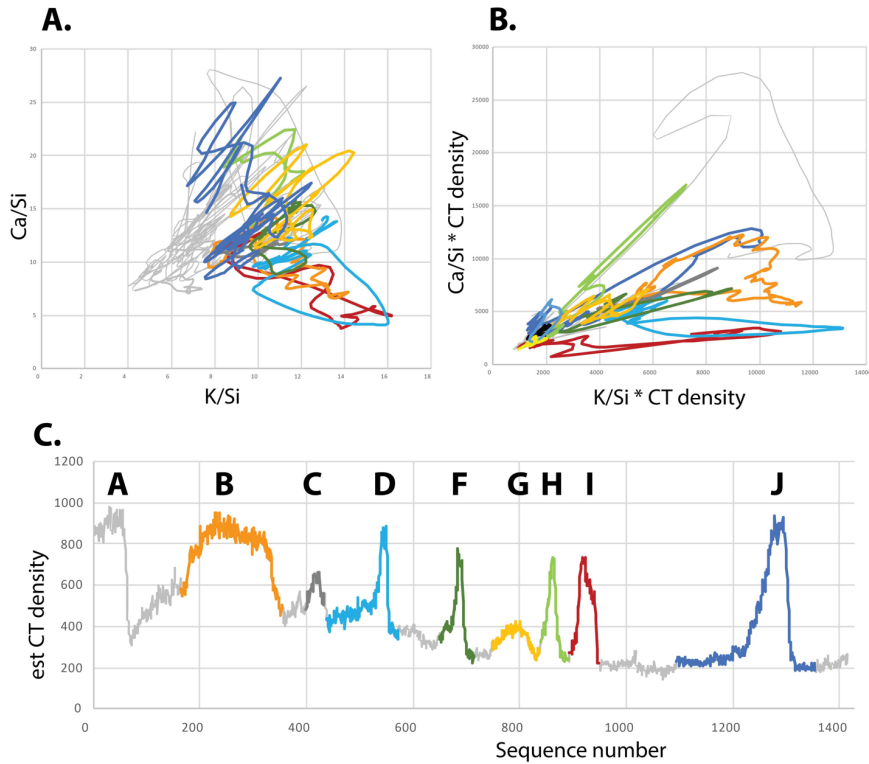 A.
30
25
20
15
10
5
0
Ca/Si
0 2 4 6 8 10 12 14 16 18
K/Si
B.
30000
25000
20000
15000
10000
5000
0
Ca/Si * CT density
0 2000 4000 6000 8000 10000 12000 14000
K/Si * CT density
C.
1200
1000
800
600
400
200
0
est CT density
A B C D F G H I J
0 200 400 600 800 1000 1200 1400
Sequence number